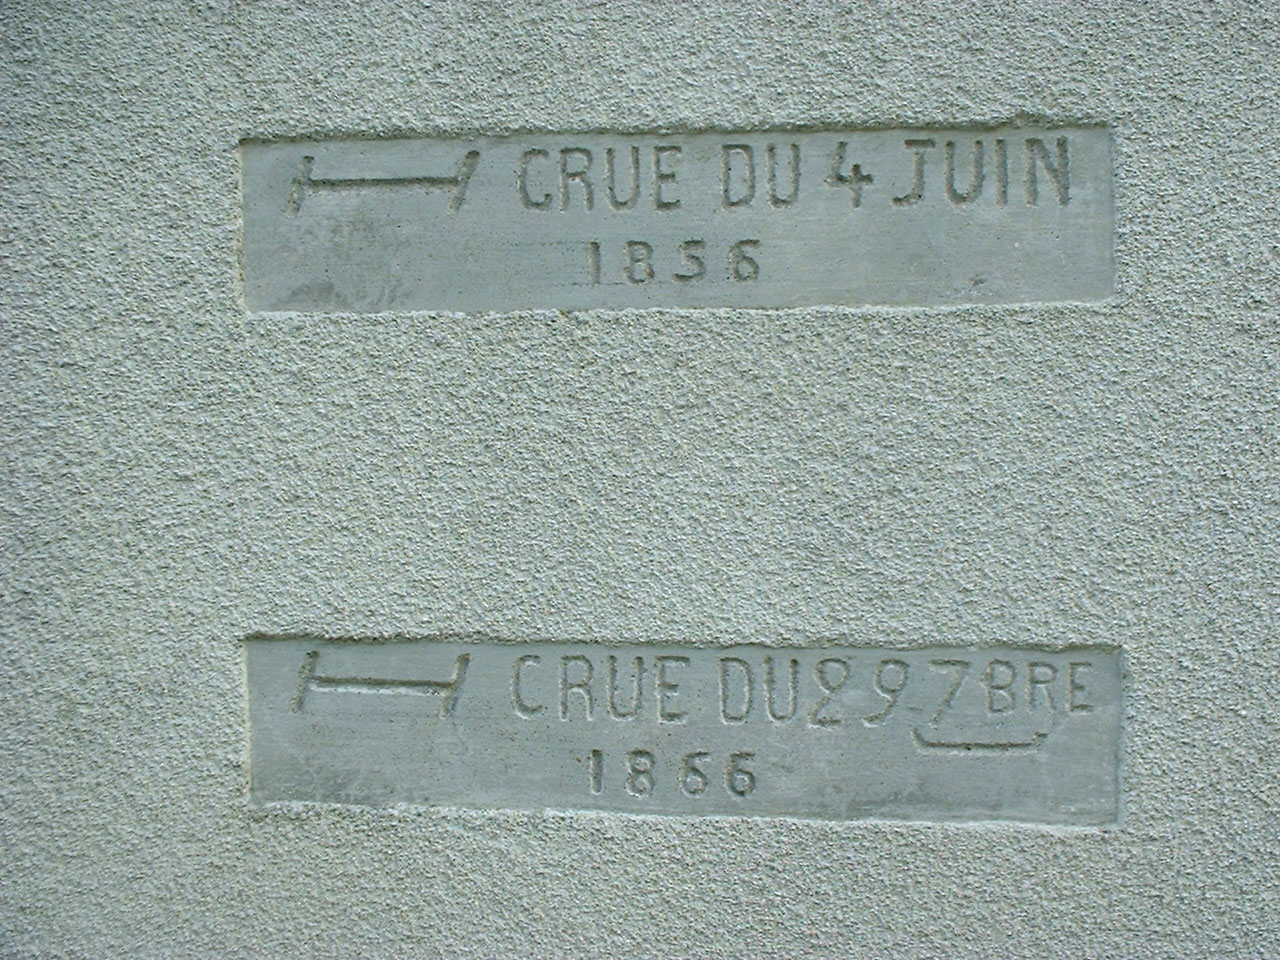 CRUE DU 4 JUIN
1856
CRUE DU 29 7BRE
1866